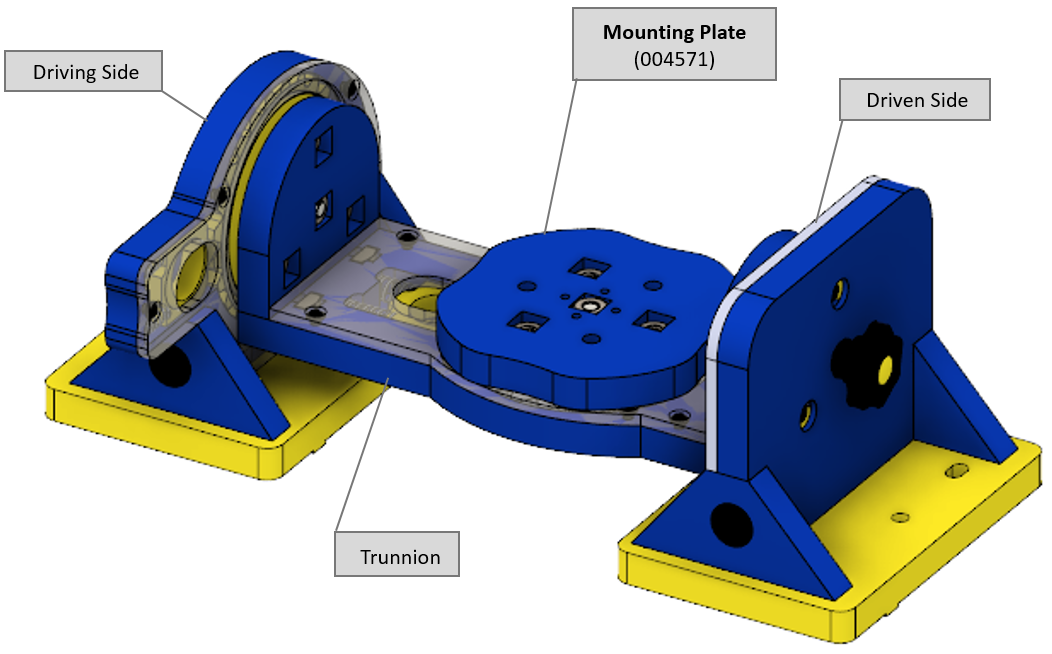 Driving Side
Mounting Plate
(004571)
Driven Side
Trunnion